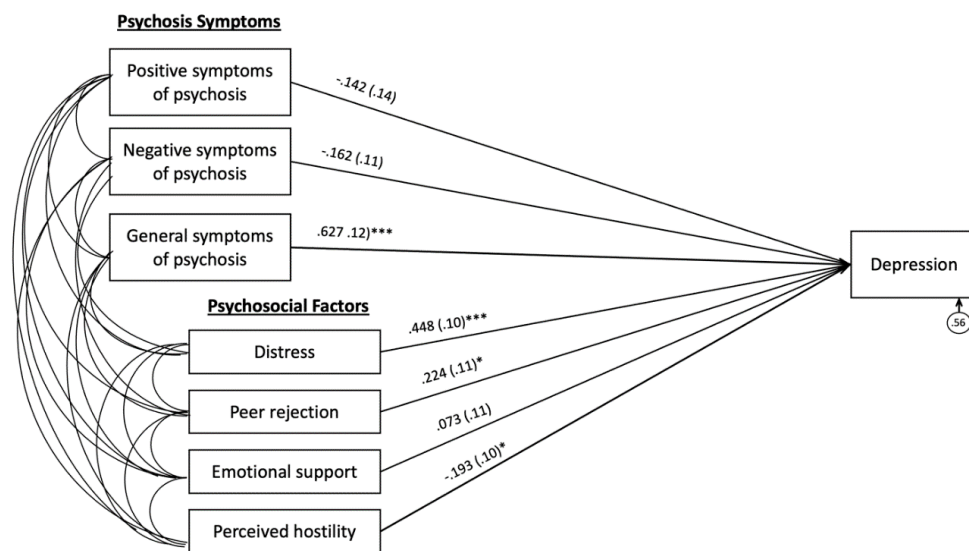 Psychosis Symptoms
Positive symptoms
of psychosis
-.142 (.14)
Negative symptoms
of psychosis
-.162 (.11)
General symptoms
of psychosis
.627 .12)***
Depression
.56
Psychosocial Factors
Distress
.448 (.10)***
Peer rejection
.224 (.11)*
Emotional support
.073 (.11)
Perceived hostility
-.193 (.10)*